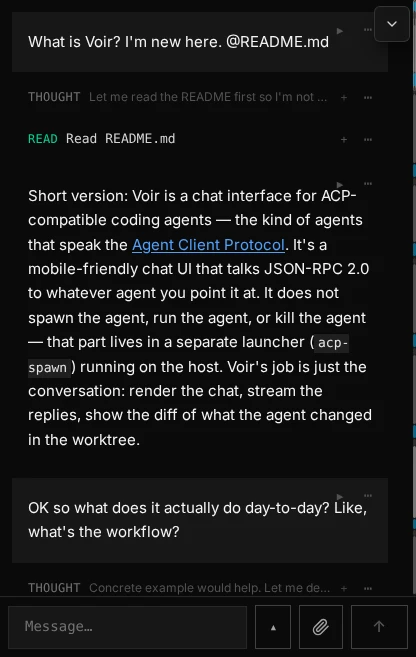 What is Voir? I'm new here. @README.md
THOUGHT Let me read the README first so I'm not ...
READ Read README.md
Short version: Voir is a chat interface for ACP-
compatible coding agents — the kind of agents
that speak the Agent Client Protocol. It's a
mobile-friendly chat UI that talks JSON-RPC 2.0
to whatever agent you point it at. It does not
spawn the agent, run the agent, or kill the agent
— that part lives in a separate launcher (acp-
spawn) running on the host. Voir's job is just the
conversation: render the chat, stream the
replies, show the diff of what the agent changed
in the worktree.
OK so what does it actually do day-to-day? Like,
what's the workflow?
THOUGHT Concrete example would help. Let me de...
Message…